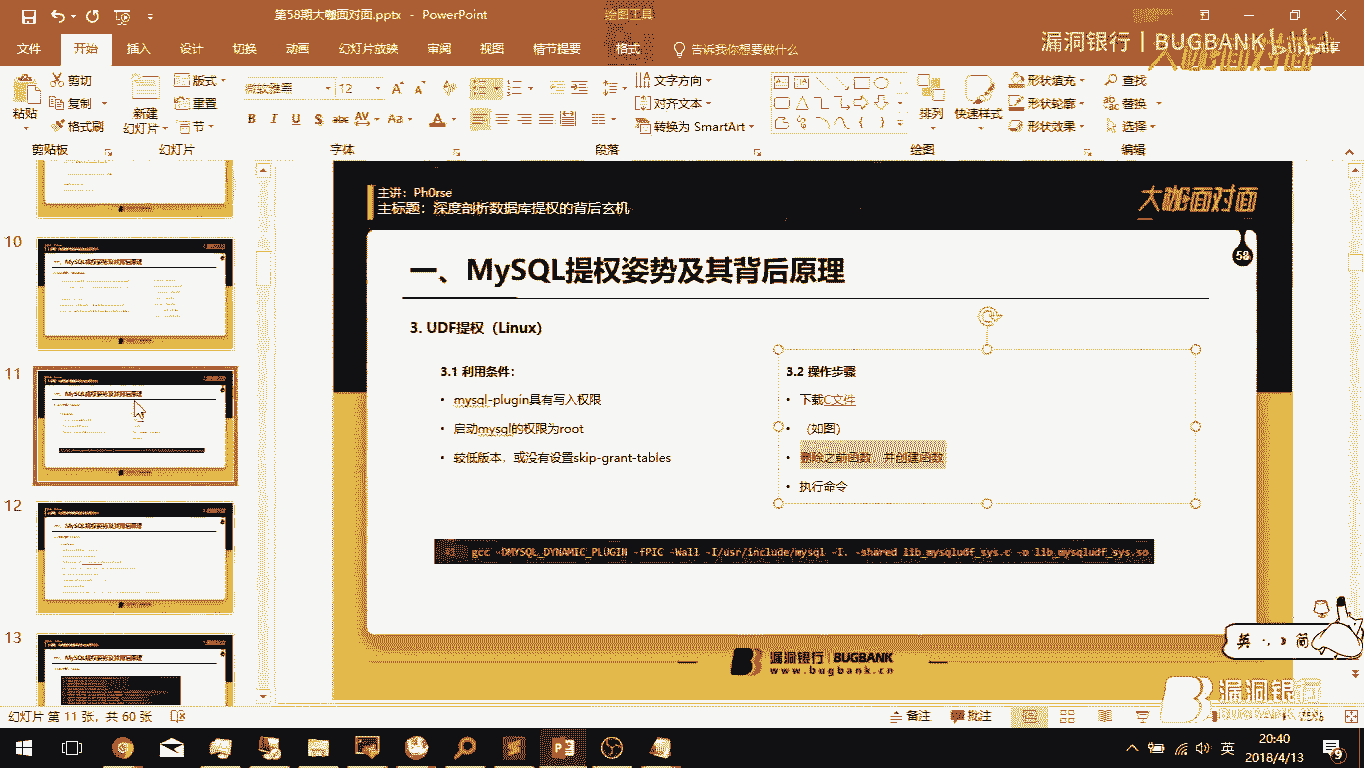 第58期大咖面对面.pptx - PowerPoint
绘图工具
文件 开始 插入 设计 切换 动画 幻灯片放映 审阅 视图 情节提要 格式 告诉我你想要做什么 共享
漏洞银行 | BUGBANK
大咖面对面
粘贴 剪切 复制 格式刷
剪贴板
新建
幻灯片 版式 重置 节
幻灯片
微软雅黑 12
字体
文字方向
对齐文本
转换为 SmartArt
段落
排列 快速样式
形状填充
形状轮廓
形状效果
绘图
查找
替换
选择
编辑
10
11
12
13
主讲：Ph0rse
主标题：深度剖析数据库提权的背后玄机
大咖面对面
58
一、MySQL提权姿势及其背后原理
3. UDF提权（Linux）
3.1 利用条件：
• mysql-plugin具有写入权限
• 启动mysql的权限为root
• 较低版本，或没有设置skip-grant-tables
3.2 操作步骤
• 下载C文件
• （如图）
• 删除之前函数，并创建函数
• 执行命令
gcc -DMYSQL_DYNAMIC_PLUGIN -fPIC -Wall -I/usr/include/mysql -I. -shared lib_mysqludf_sys.c -o lib_mysqludf_sys.so
漏洞银行 | BUGBANK
www.bugbank.cn
英 简
漏洞银行
BUGBANK.CN
幻灯片 第 11 张，共 60 张
备注 批注 75%
英
20:40
2018/4/13
9